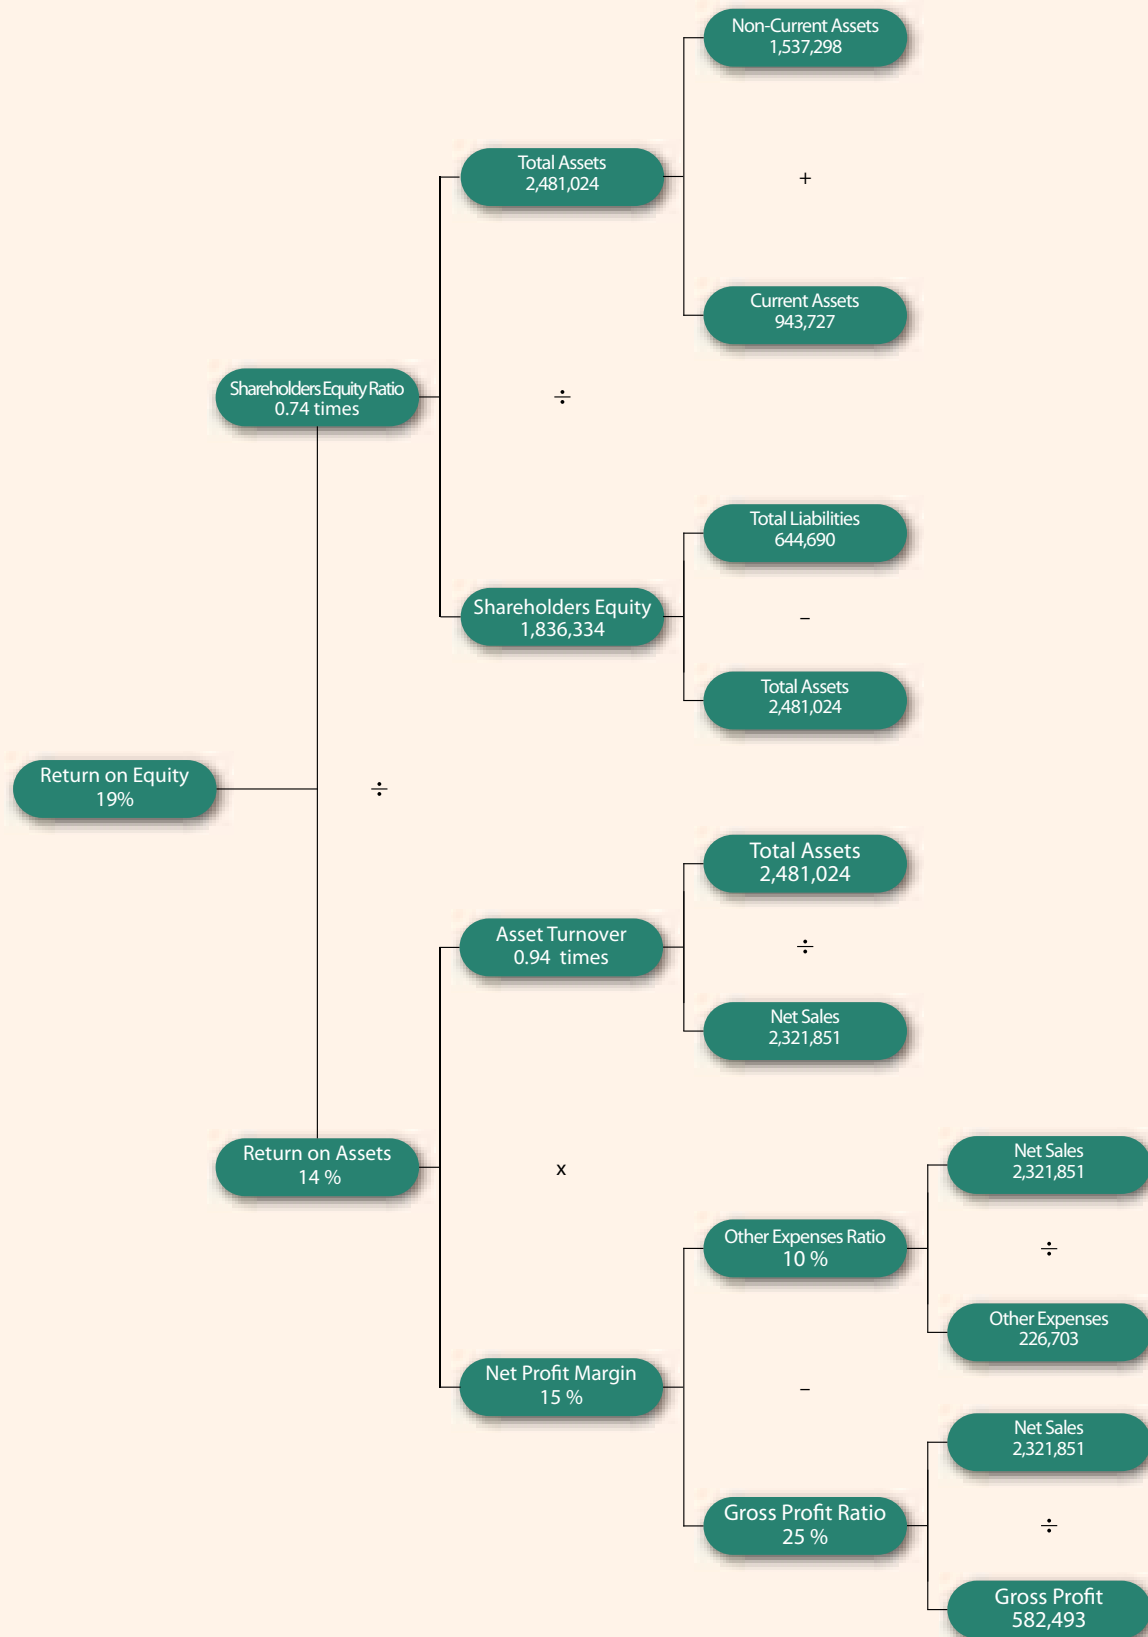 Non-Current Assets
1,537,298
Total Assets
2,481,024
+
Current Assets
943,727
Shareholders Equity Ratio
0.74 times
÷
Total Liabilities
644,690
Shareholders Equity
1,836,334
–
Total Assets
2,481,024
Return on Equity
19%
÷
Total Assets
2,481,024
Asset Turnover
0.94 times
÷
Net Sales
2,321,851
Return on Assets
14 %
x
Net Sales
2,321,851
Other Expenses Ratio
10 %
÷
Other Expenses
226,703
Net Profit Margin
15 %
–
Net Sales
2,321,851
Gross Profit Ratio
25 %
÷
Gross Profit
582,493